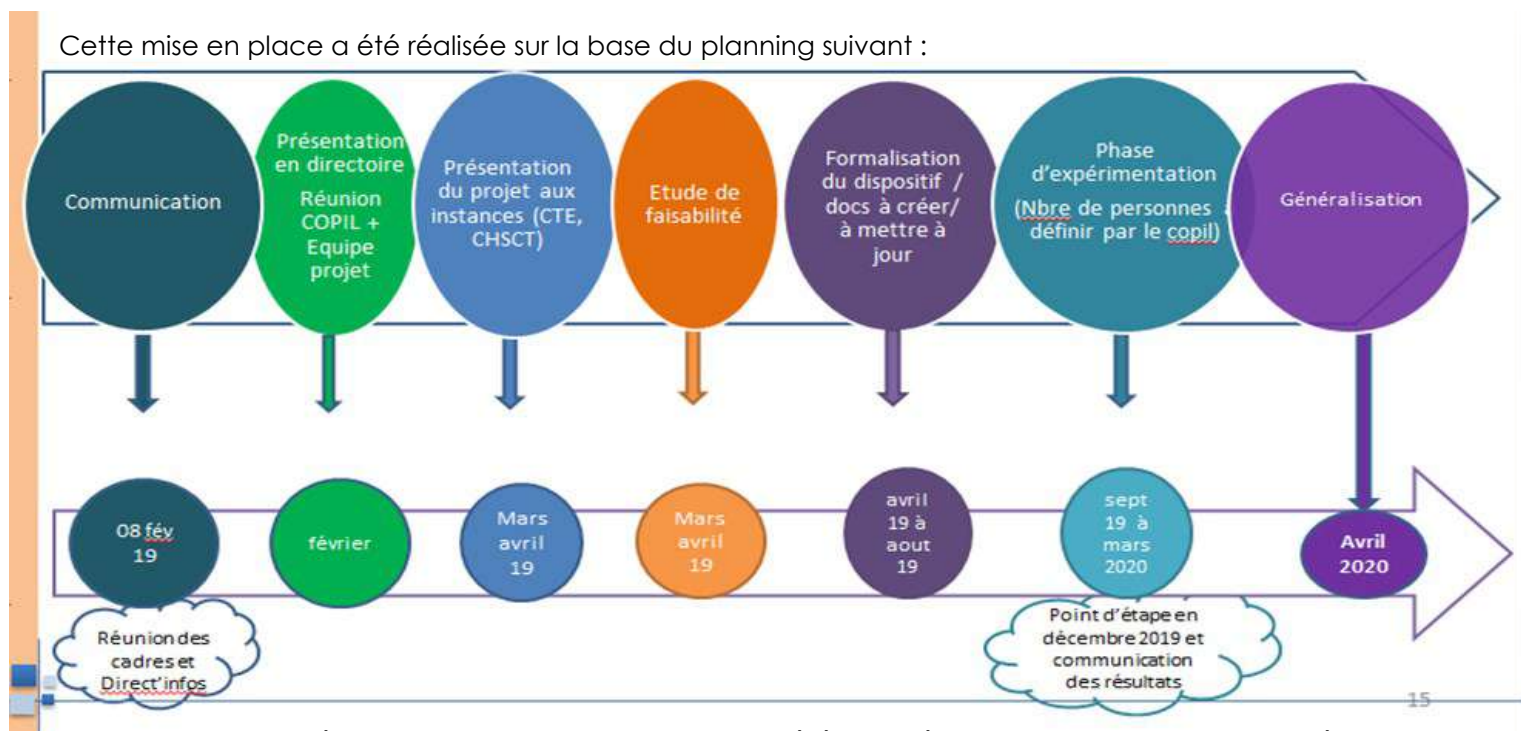 Cette mise en place a été réalisée sur la base du planning suivant :
Communication
Présentation
en directoire
Réunion
COPIL +
Equipe
projet
Présentation
du projet aux
instances (CTE,
CHSCT)
Etude de
faisabilité
Formalisation
du dispositif /
docs à créer/
à mettre à
jour
Phase
d'expérimentation
(Nbre de personnes à
définir par le copil)
Généralisation
08 fév
19
février
Mars
avril
19
Mars
avril
19
avril
19 à
aout
19
sept
19 à
mars
2020
Avril
2020
Réunion des
cadres et
Direct'infos
Point d'étape en
décembre 2019 et
communication
des résultats
15